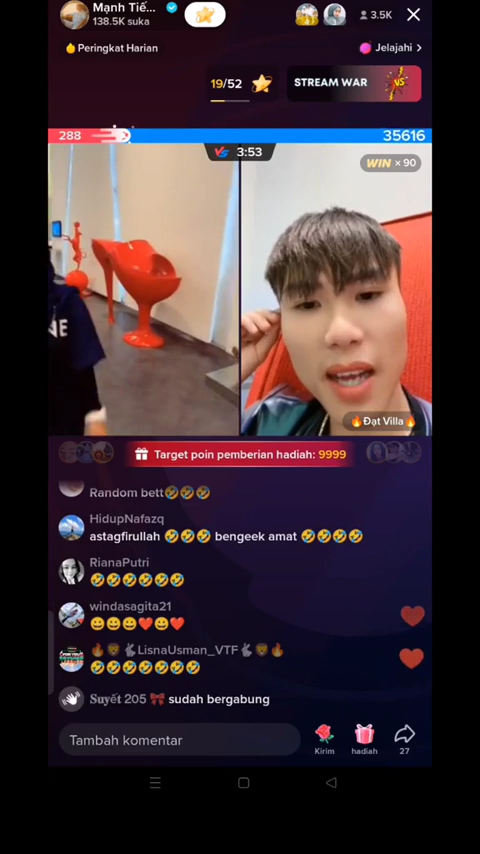 Mạnh Tiế...
138.5K suka
3.5K
Peringkat Harian
Jelajahi >
19/52
STREAM WAR
VS
288
35616
VS 3:53
WIN × 90
NE
🔥Đạt Villa🔥
Target poin pemberian hadiah: 9999
Random bett🤣🤣🤣
HidupNafazq
astagfirullah 🤣🤣🤣 bengeek amat 🤣🤣🤣🤣
RianaPutri
🤣🤣🤣🤣🤣🤣
windasagita21
😀😀😀❤️😀❤️
🔥🦁🐇LisnaUsman_VTF🐇🦁🔥
🤣🤣🤣🤣🤣🤣🤣
Suyết 205 🎀 sudah bergabung
Tambah komentar
Kirim
hadiah
27